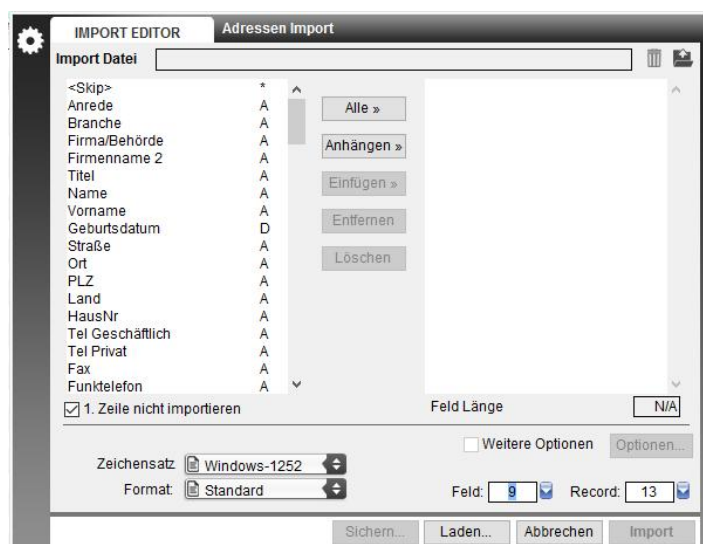 IMPORT EDITOR Adressen Import
Import Datei
<Skip> *
Anrede A
Branche A
Firma/Behörde A
Firmenname 2 A
Titel A
Name A
Vorname A
Geburtsdatum D
Straße A
Ort A
PLZ A
Land A
HausNr A
Tel Geschäftlich A
Tel Privat A
Fax A
Funktelefon A
Alle »
Anhängen »
Einfügen »
Entfernen
Löschen
1. Zeile nicht importieren
Feld Länge N/A
Weitere Optionen Optionen...
Zeichensatz Windows-1252
Format: Standard
Feld: 9 Record: 13
Sichern... Laden... Abbrechen Import